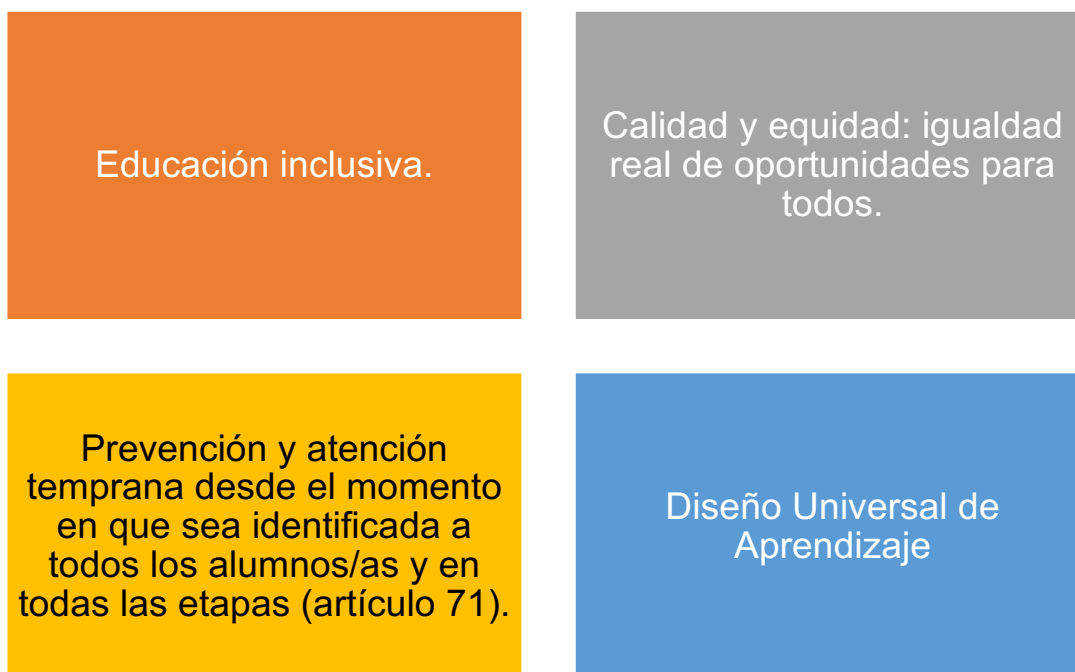 Educación inclusiva.
Calidad y equidad: igualdad
real de oportunidades para
todos.
Prevención y atención
temprana desde el momento
en que sea identificada a
todos los alumnos/as y en
todas las etapas (artículo 71).
Diseño Universal de
Aprendizaje